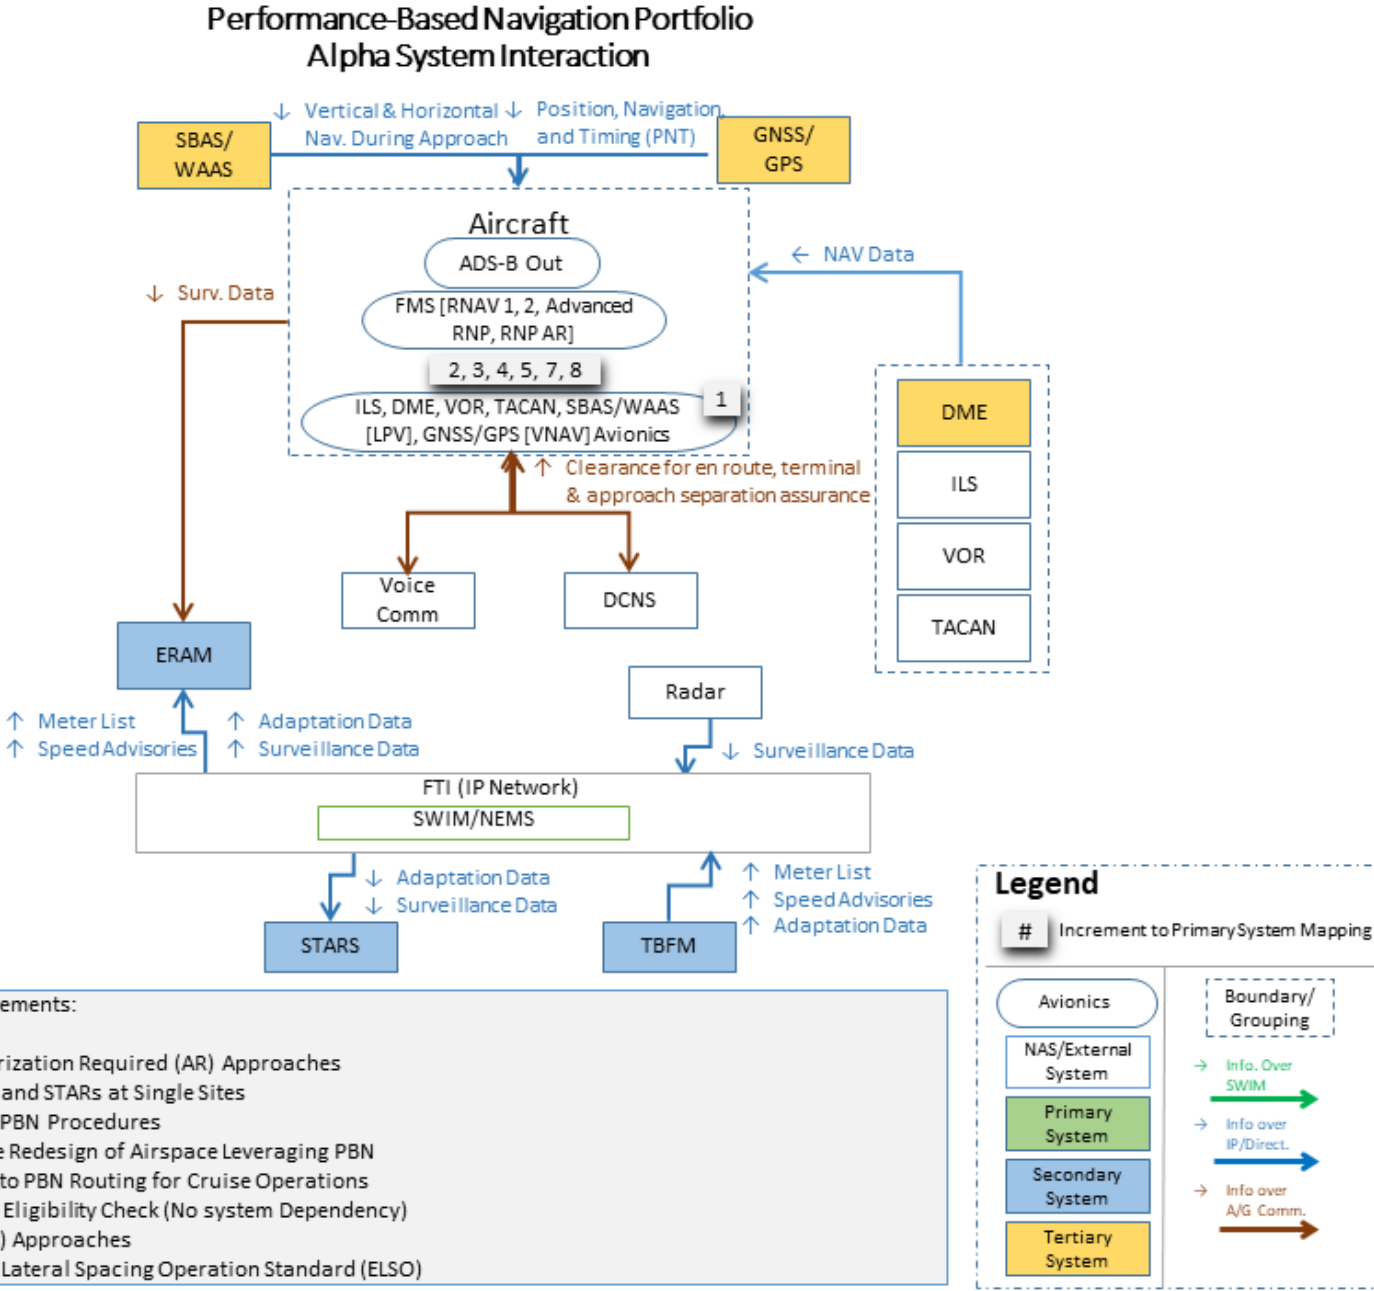 Performance-Based Navigation Portfolio
Alpha System Interaction
↓ Vertical & Horizontal
Nav. During Approach
↓ Position, Navigation,
and Timing (PNT)
SBAS/
WAAS
GNSS/
GPS
Aircraft
ADS-B Out
FMS [RNAV 1, 2, Advanced
RNP, RNP AR]
2, 3, 4, 5, 7, 8
1
ILS, DME, VOR, TACAN, SBAS/WAAS
[LPV], GNSS/GPS [VNAV] Avionics
← NAV Data
↓ Surv. Data
DME
ILS
VOR
TACAN
↑ Clearance for en route, terminal
& approach separation assurance
Voice
Comm
DCNS
ERAM
Radar
↑ Meter List
↑ Speed Advisories
↑ Adaptation Data
↑ Surveillance Data
↓ Surveillance Data
FTI (IP Network)
SWIM/NEMS
↓ Adaptation Data
↓ Surveillance Data
↑ Meter List
↑ Speed Advisories
↑ Adaptation Data
STARS
TBFM
ements:
rization Required (AR) Approaches
and STARs at Single Sites
PBN Procedures
e Redesign of Airspace Leveraging PBN
to PBN Routing for Cruise Operations
Eligibility Check (No system Dependency)
) Approaches
Lateral Spacing Operation Standard (ELSO)
Legend
# Increment to Primary System Mapping
Avionics
NAS/External
System
Primary
System
Secondary
System
Tertiary
System
Boundary/
Grouping
→ Info. Over
SWIM
→ Info over
IP/Direct.
→ Info over
A/G Comm.